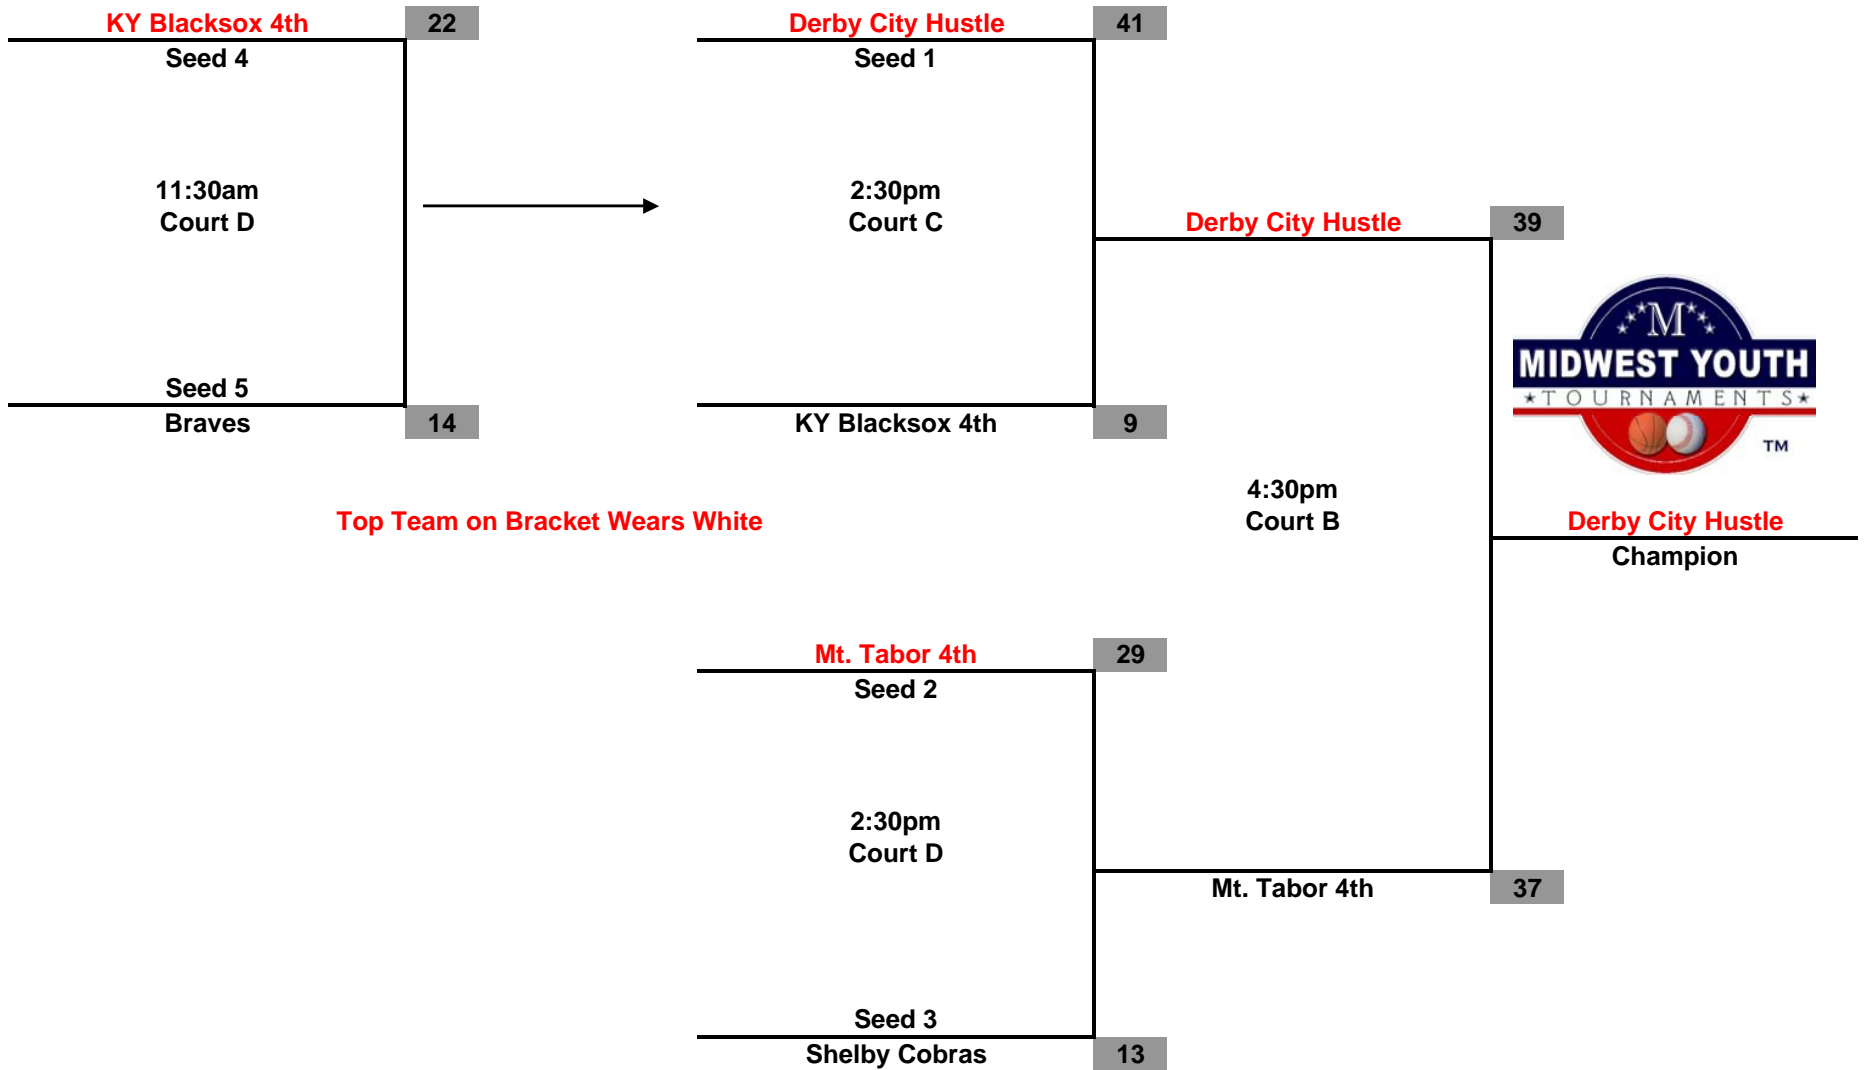 KY Blacksox 4th 22
Seed 4
11:30am
Court D
Seed 5
Braves 14
Derby City Hustle 41
Seed 1
2:30pm
Court C
KY Blacksox 4th 9
Top Team on Bracket Wears White
Mt. Tabor 4th 29
Seed 2
2:30pm
Court D
Seed 3
Shelby Cobras 13
Derby City Hustle 39
4:30pm
Court B
Mt. Tabor 4th 37
M
MIDWEST YOUTH
TOURNAMENTS
TM
Derby City Hustle
Champion